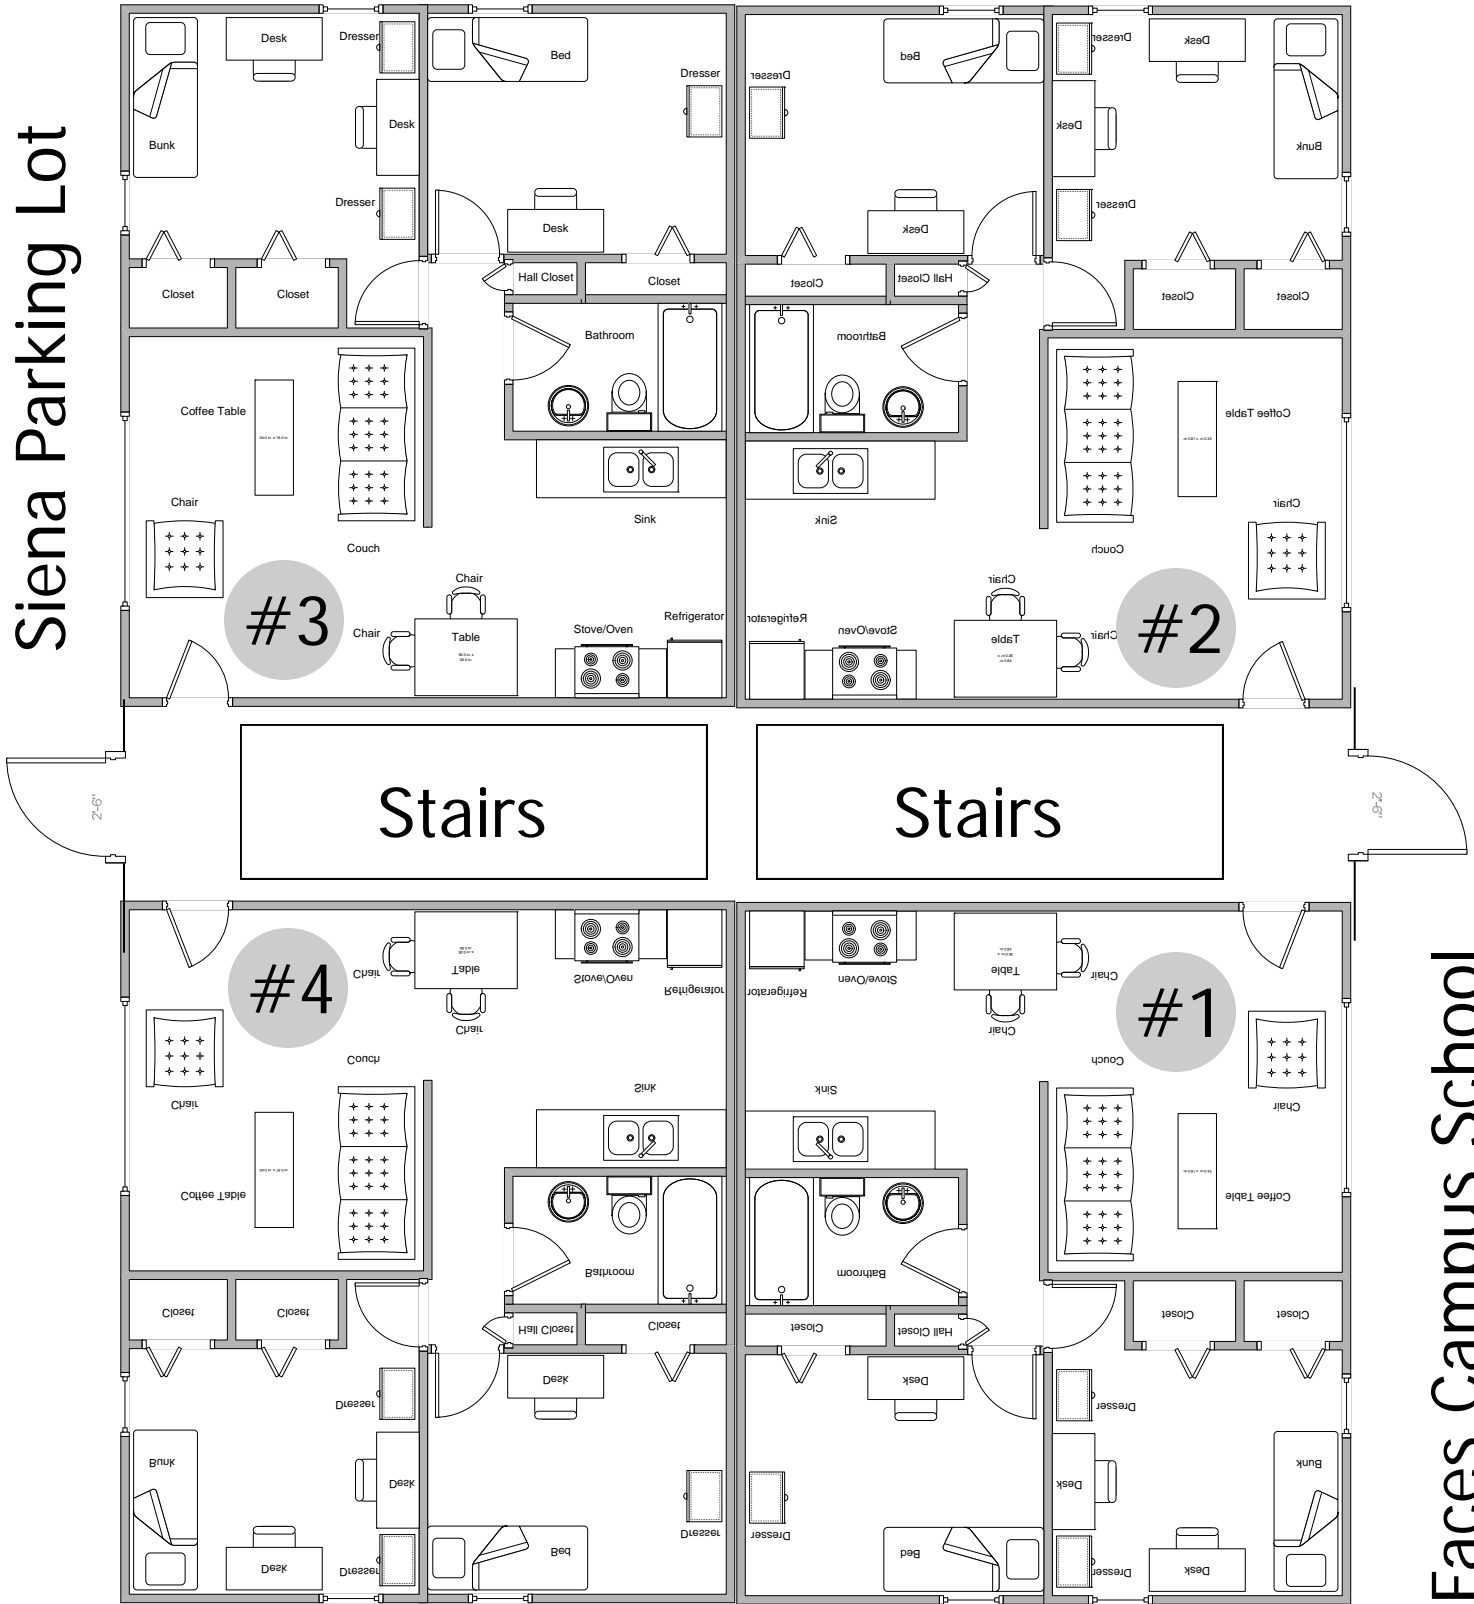 Siena Parking Lot
Desk
Dresser
Bed
Dresser
Bunk
Desk
Dresser
Desk
Closet
Closet
Hall Closet
Closet
Bathroom
Coffee Table
Chair
Couch
Sink
#3
Chair
Chair
Table
Stove/Oven
Refrigerator
Dresser
Bed
Dresser
Desk
Desk
Bunk
Dresser
Desk
Closet
Hall Closet
Closet
Closet
Bathroom
Coffee Table
Chair
Couch
Sink
#2
Chair
Chair
Table
Stove/Oven
Refrigerator
2'-6"
Stairs
Stairs
2'-6"
#4
Chair
Table
Chair
Stove/Oven
Refrigerator
Couch
Chair
Sink
Coffee Table
Bathroom
Closet
Closet
Hall Closet
Closet
Desk
Dresser
Bunk
Desk
Dresser
Desk
Dresser
Bed
Refrigerator
Stove/Oven
Table
Chair
Chair
#1
Couch
Chair
Sink
Coffee Table
Bathroom
Closet
Hall Closet
Closet
Closet
Desk
Dresser
Desk
Bunk
Dresser
Bed
Dresser
Desk
Faces Campus School